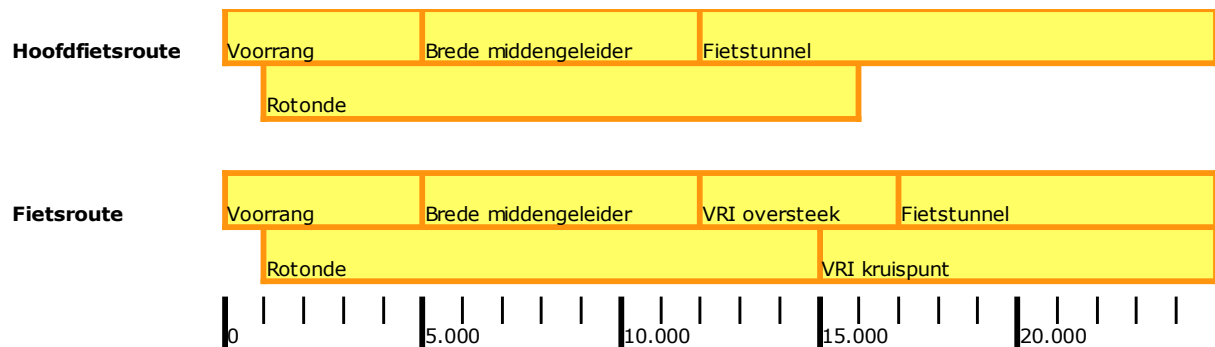 Hoofdfietsroute
Voorrang Brede middengeleider Fietstunnel
Rotonde
Fietsroute
Voorrang Brede middengeleider VRI oversteek Fietstunnel
Rotonde VRI kruispunt
0 5.000 10.000 15.000 20.000